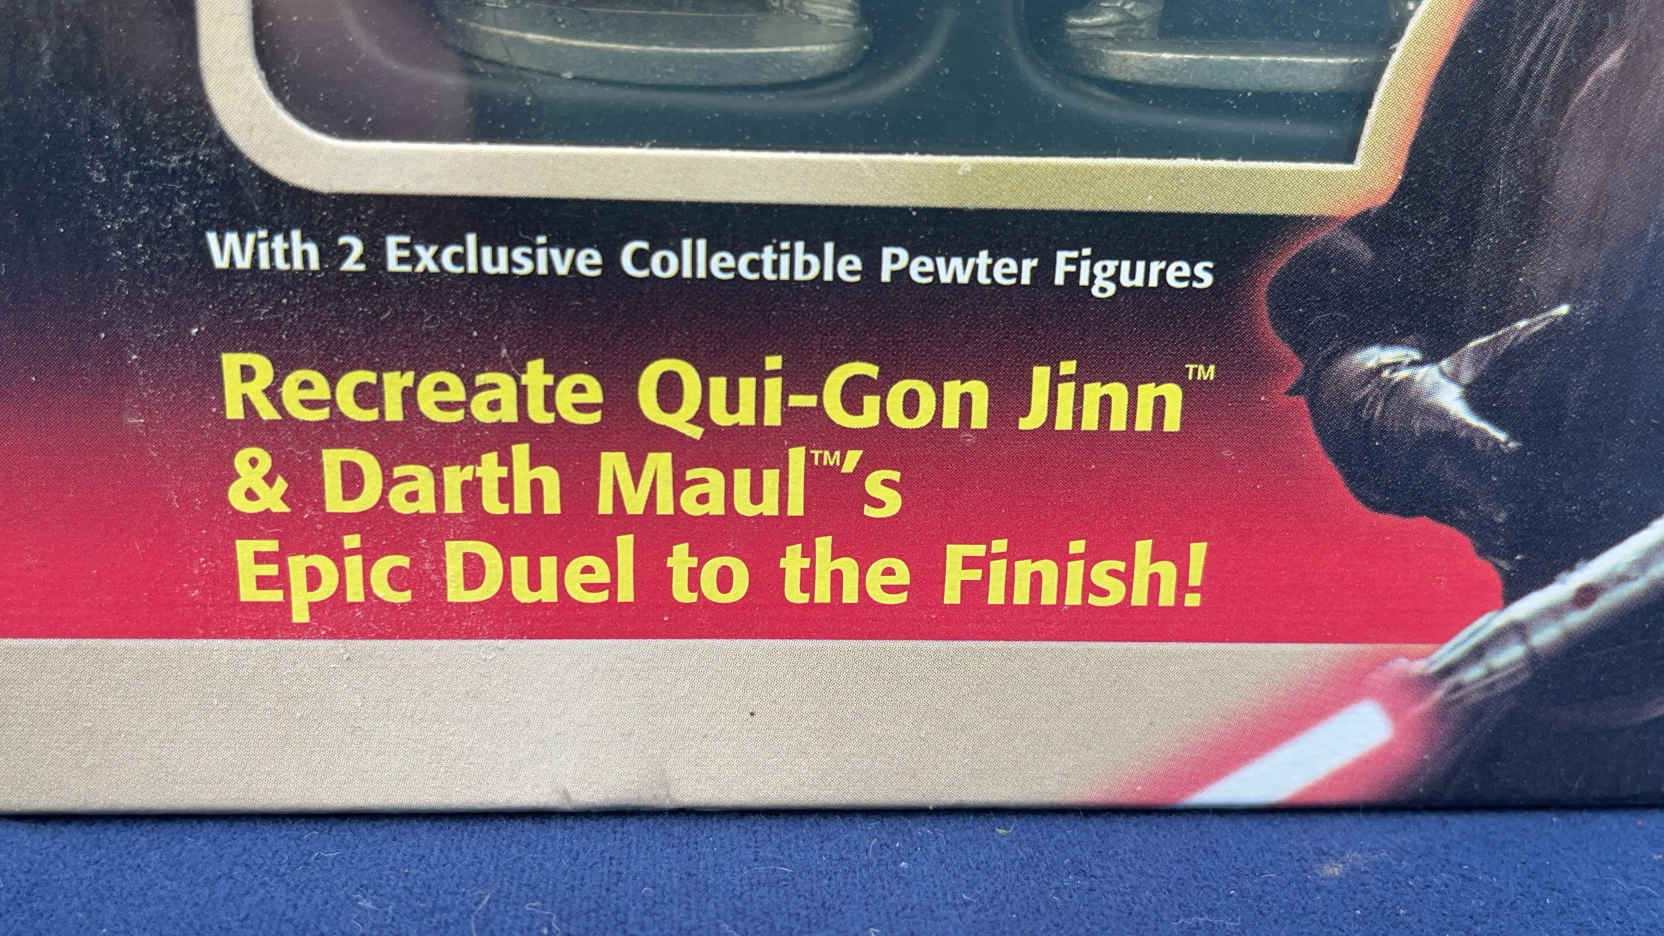 With 2 Exclusive Collectible Pewter Figures
Recreate Qui-Gon Jinn™
& Darth Maul™'s
Epic Duel to the Finish!